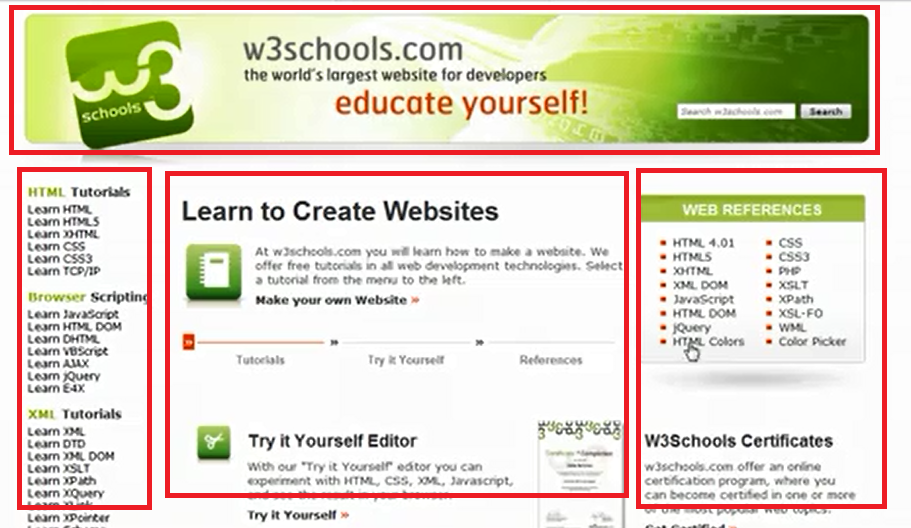 w3
schools
w3schools.com
the world's largest website for developers
educate yourself!
Search w3schools.com
Search
HTML Tutorials
Learn HTML
Learn HTML5
Learn XHTML
Learn CSS
Learn CSS3
Learn TCP/IP
Browser Scripting
Learn JavaScript
Learn HTML DOM
Learn DHTML
Learn VBScript
Learn AJAX
Learn jQuery
Learn E4X
XML Tutorials
Learn XML
Learn DTD
Learn XML DOM
Learn XSLT
Learn XPath
Learn XQuery
Learn XLink
Learn XPointer
Learn to Create Websites
At w3schools.com you will learn how to make a website. We
offer free tutorials in all web development technologies. Select
a tutorial from the menu to the left.
Make your own Website »
» Tutorials
» Try it Yourself
» References
Try it Yourself Editor
With our "Try it Yourself" editor you can
experiment with HTML, CSS, XML, Javascript,
and see the result in your browser.
Try it Yourself »
WEB REFERENCES
HTML 4.01
HTML5
XHTML
XML DOM
JavaScript
HTML DOM
jQuery
HTML Colors
CSS
CSS3
PHP
XSLT
XPath
XSL-FO
WML
Color Picker
W3Schools Certificates
w3schools.com offer an online
certification program, where you
can become certified in one or more
of the most popular web topics.
Get Certified »